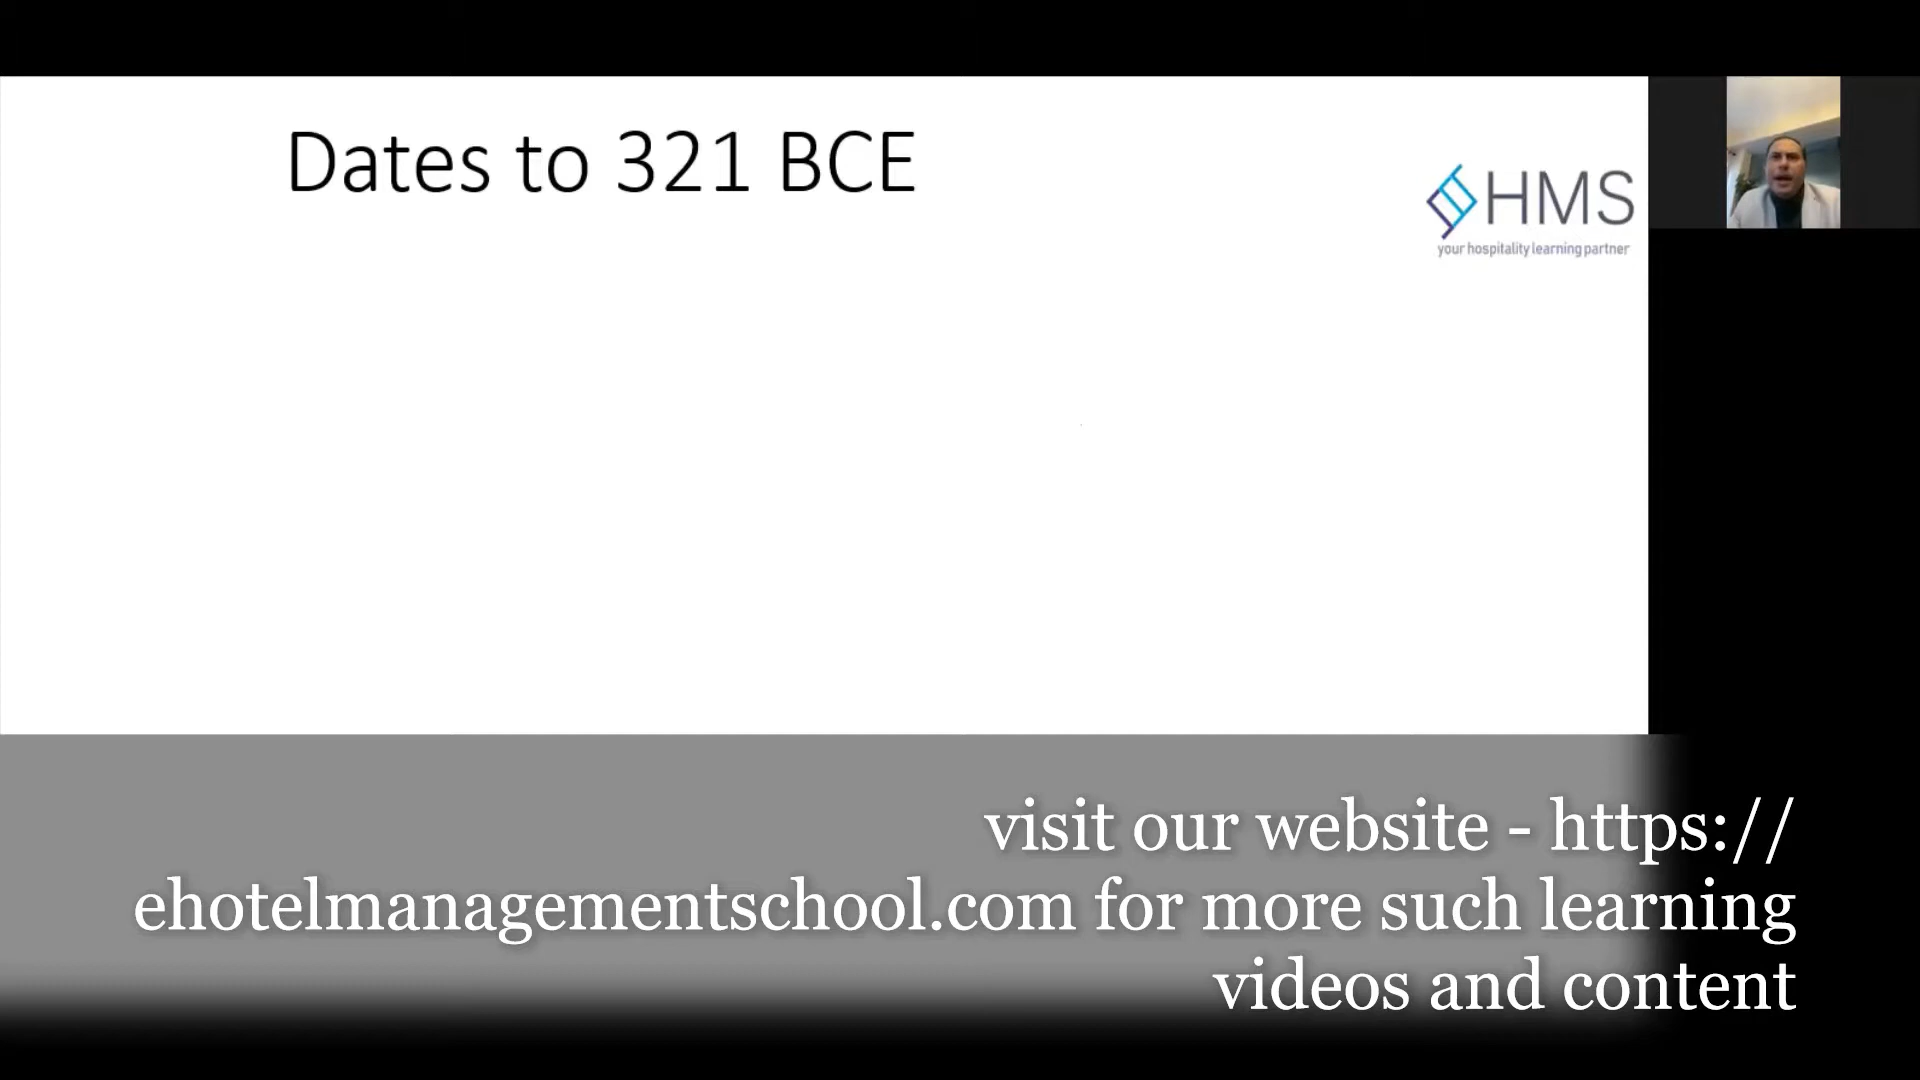 Dates to 321 BCE
HMS
your hospitality learning partner
visit our website - https://
ehotelmanagementschool.com for more such learning
videos and content